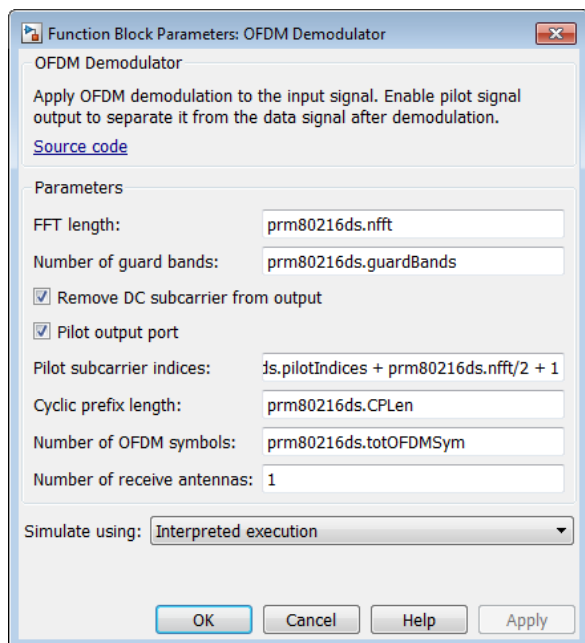 Function Block Parameters: OFDM Demodulator
OFDM Demodulator
Apply OFDM demodulation to the input signal. Enable pilot signal
output to separate it from the data signal after demodulation.
Source code
Parameters
FFT length: prm80216ds.nfft
Number of guard bands: prm80216ds.guardBands
Remove DC subcarrier from output
Pilot output port
Pilot subcarrier indices: ds.pilotIndices + prm80216ds.nfft/2 + 1
Cyclic prefix length: prm80216ds.CPLen
Number of OFDM symbols: prm80216ds.totOFDMSym
Number of receive antennas: 1
Simulate using: Interpreted execution
OK Cancel Help Apply